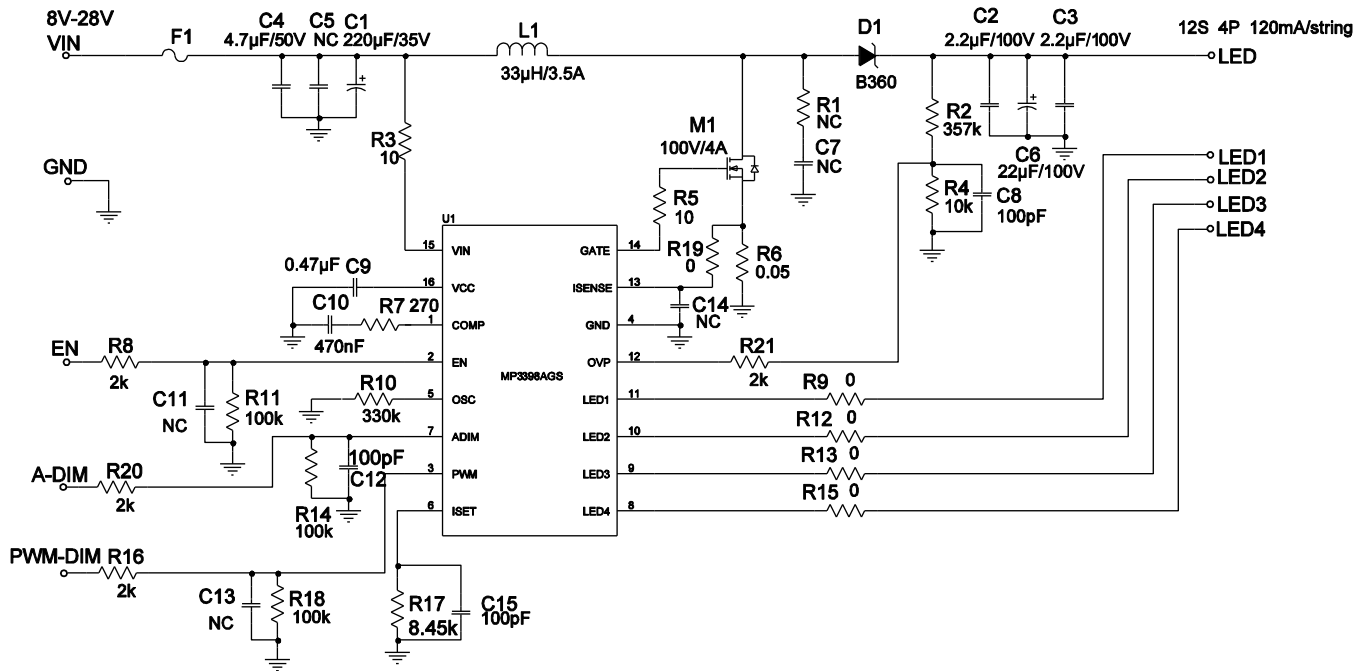 8V-28V
VIN
F1
C4
4.7µF/50V
C5
NC
C1
220µF/35V
L1
33µH/3.5A
D1
B360
C2
2.2µF/100V
C3
2.2µF/100V
12S 4P 120mA/string
LED
R3
10
M1
100V/4A
R1
NC
C7
NC
R2
357k
C6
22µF/100V
LED1
LED2
LED3
LED4
GND
R5
10
R4
10k
C8
100pF
U1
15
VIN
GATE
14
R19
0
R6
0.05
0.47µF
C9
16
VCC
ISENSE
13
C10
470nF
R7 270
1
COMP
GND
4
C14
NC
EN
R8
2k
2
EN
OVP
12
R21
2k
MP3398AGS
C11
NC
R11
100k
R10
330k
5
OSC
LED1
11
R9 0
7
ADIM
LED2
10
R12 0
100pF
C12
A-DIM
R20
2k
3
PWM
LED3
9
R13 0
R14
100k
6
ISET
LED4
8
R15 0
PWM-DIM
R16
2k
C13
NC
R18
100k
R17
8.45k
C15
100pF